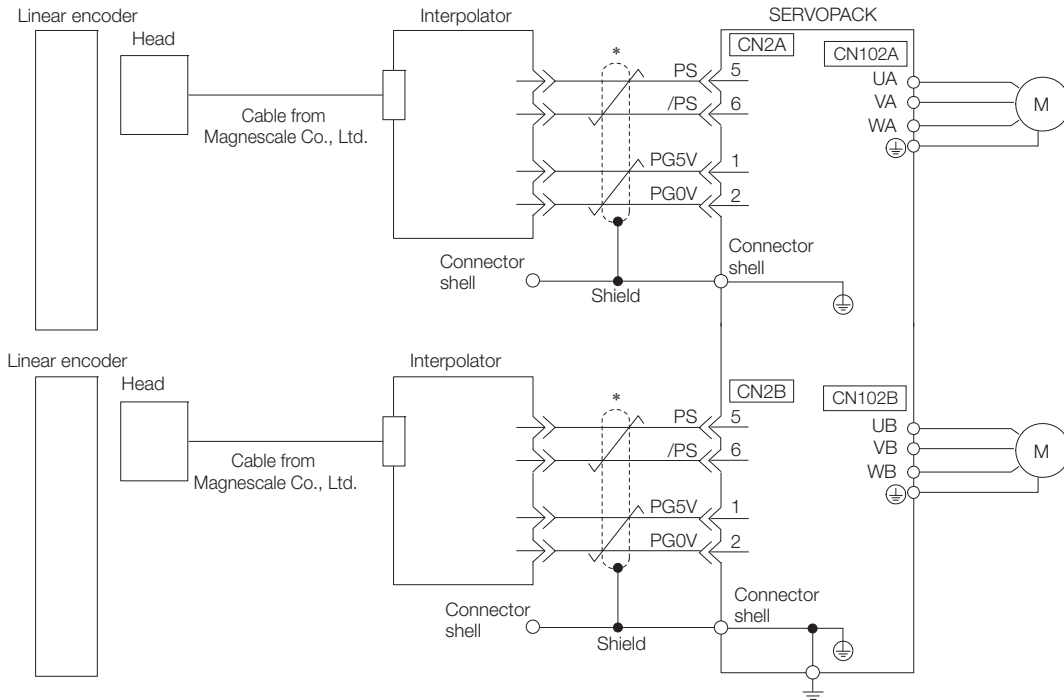 Linear encoder
Head
Cable from
Magnescale Co., Ltd.
Interpolator
*
SERVOPACK
CN2A
CN102A
PS 5
/PS 6
PG5V 1
PG0V 2
UA
VA
WA
M
Connector
shell
Shield
Connector
shell
Linear encoder
Head
Cable from
Magnescale Co., Ltd.
Interpolator
*
CN2B
CN102B
PS 5
/PS 6
PG5V 1
PG0V 2
UB
VB
WB
M
Connector
shell
Shield
Connector
shell